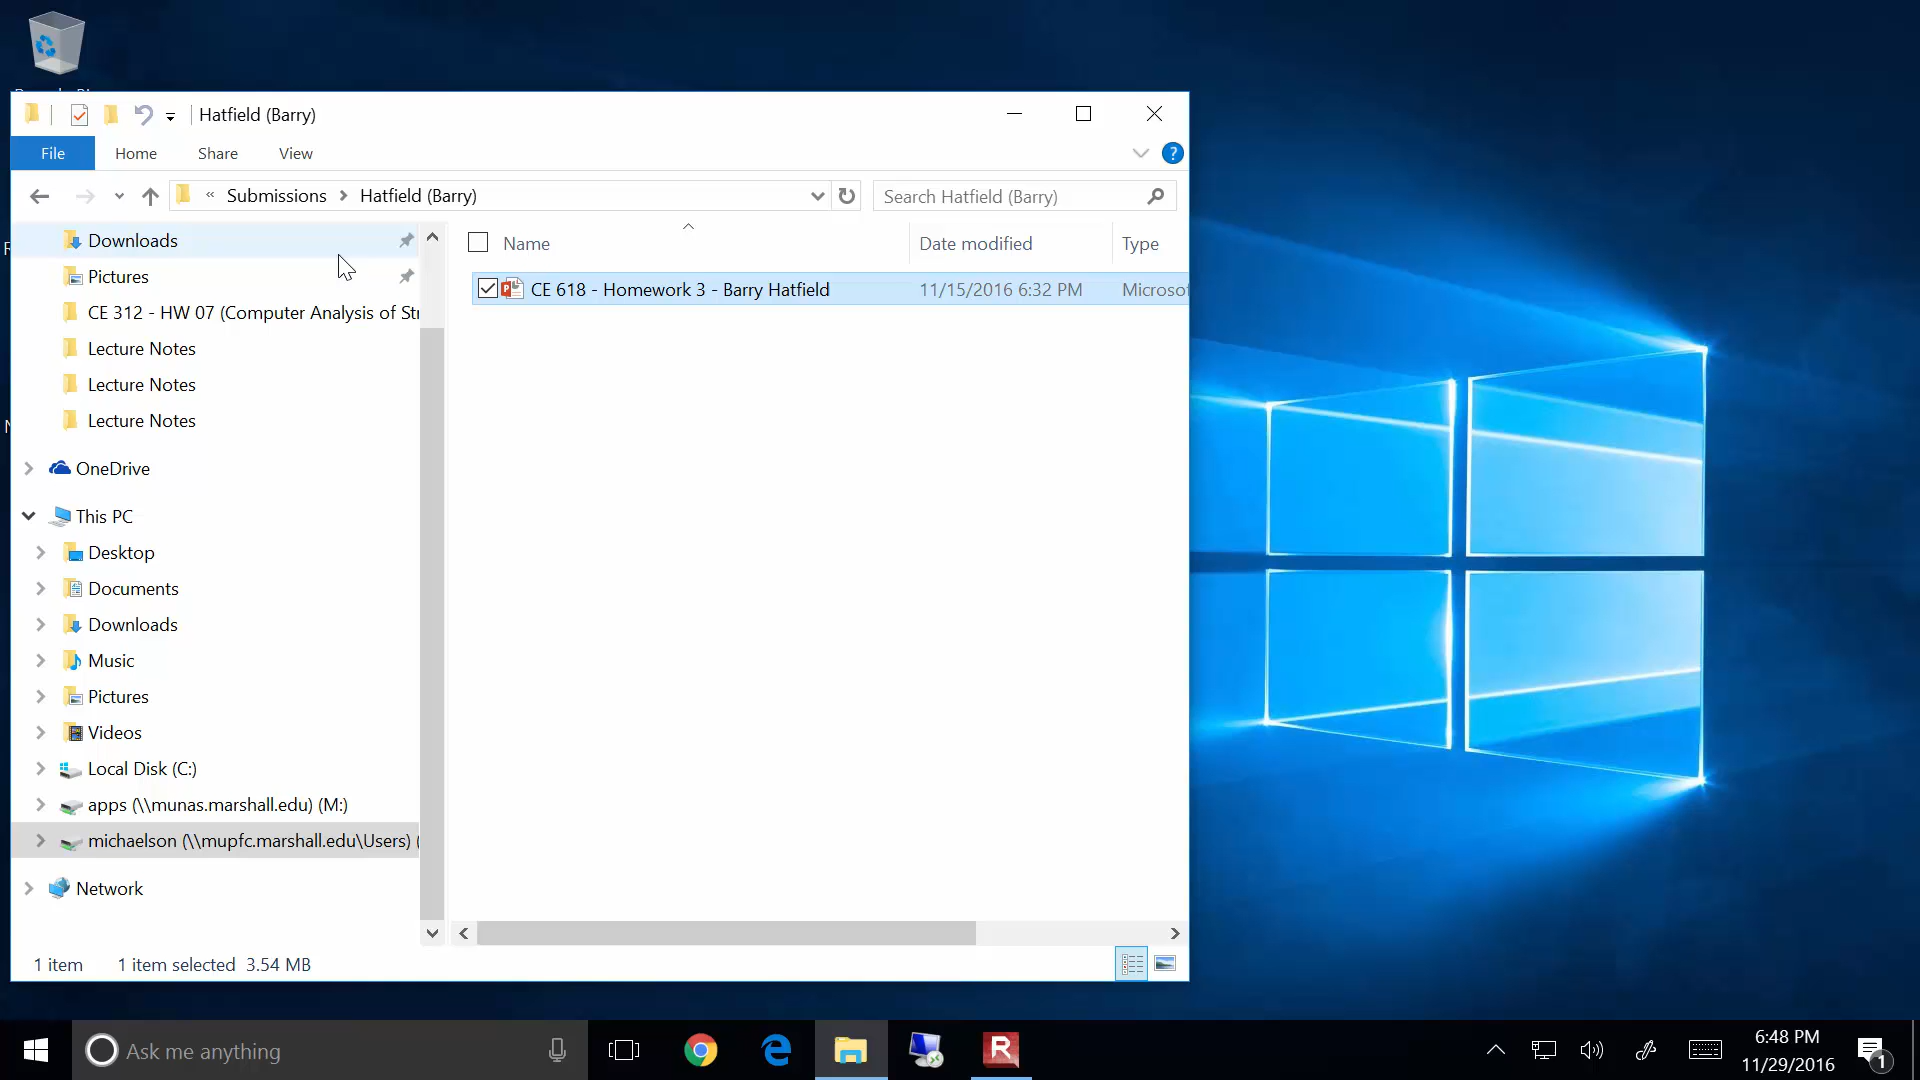 Hatfield (Barry)
File Home Share View
« Submissions > Hatfield (Barry)
Search Hatfield (Barry)
Name Date modified Type
CE 618 - Homework 3 - Barry Hatfield 11/15/2016 6:32 PM Microsof
Downloads
Pictures
CE 312 - HW 07 (Computer Analysis of Str
Lecture Notes
Lecture Notes
Lecture Notes
OneDrive
This PC
Desktop
Documents
Downloads
Music
Pictures
Videos
Local Disk (C:)
apps (\\munas.marshall.edu) (M:)
michaelson (\\mupfc.marshall.edu\Users) (
Network
1 item 1 item selected 3.54 MB
Ask me anything
6:48 PM
11/29/2016
1